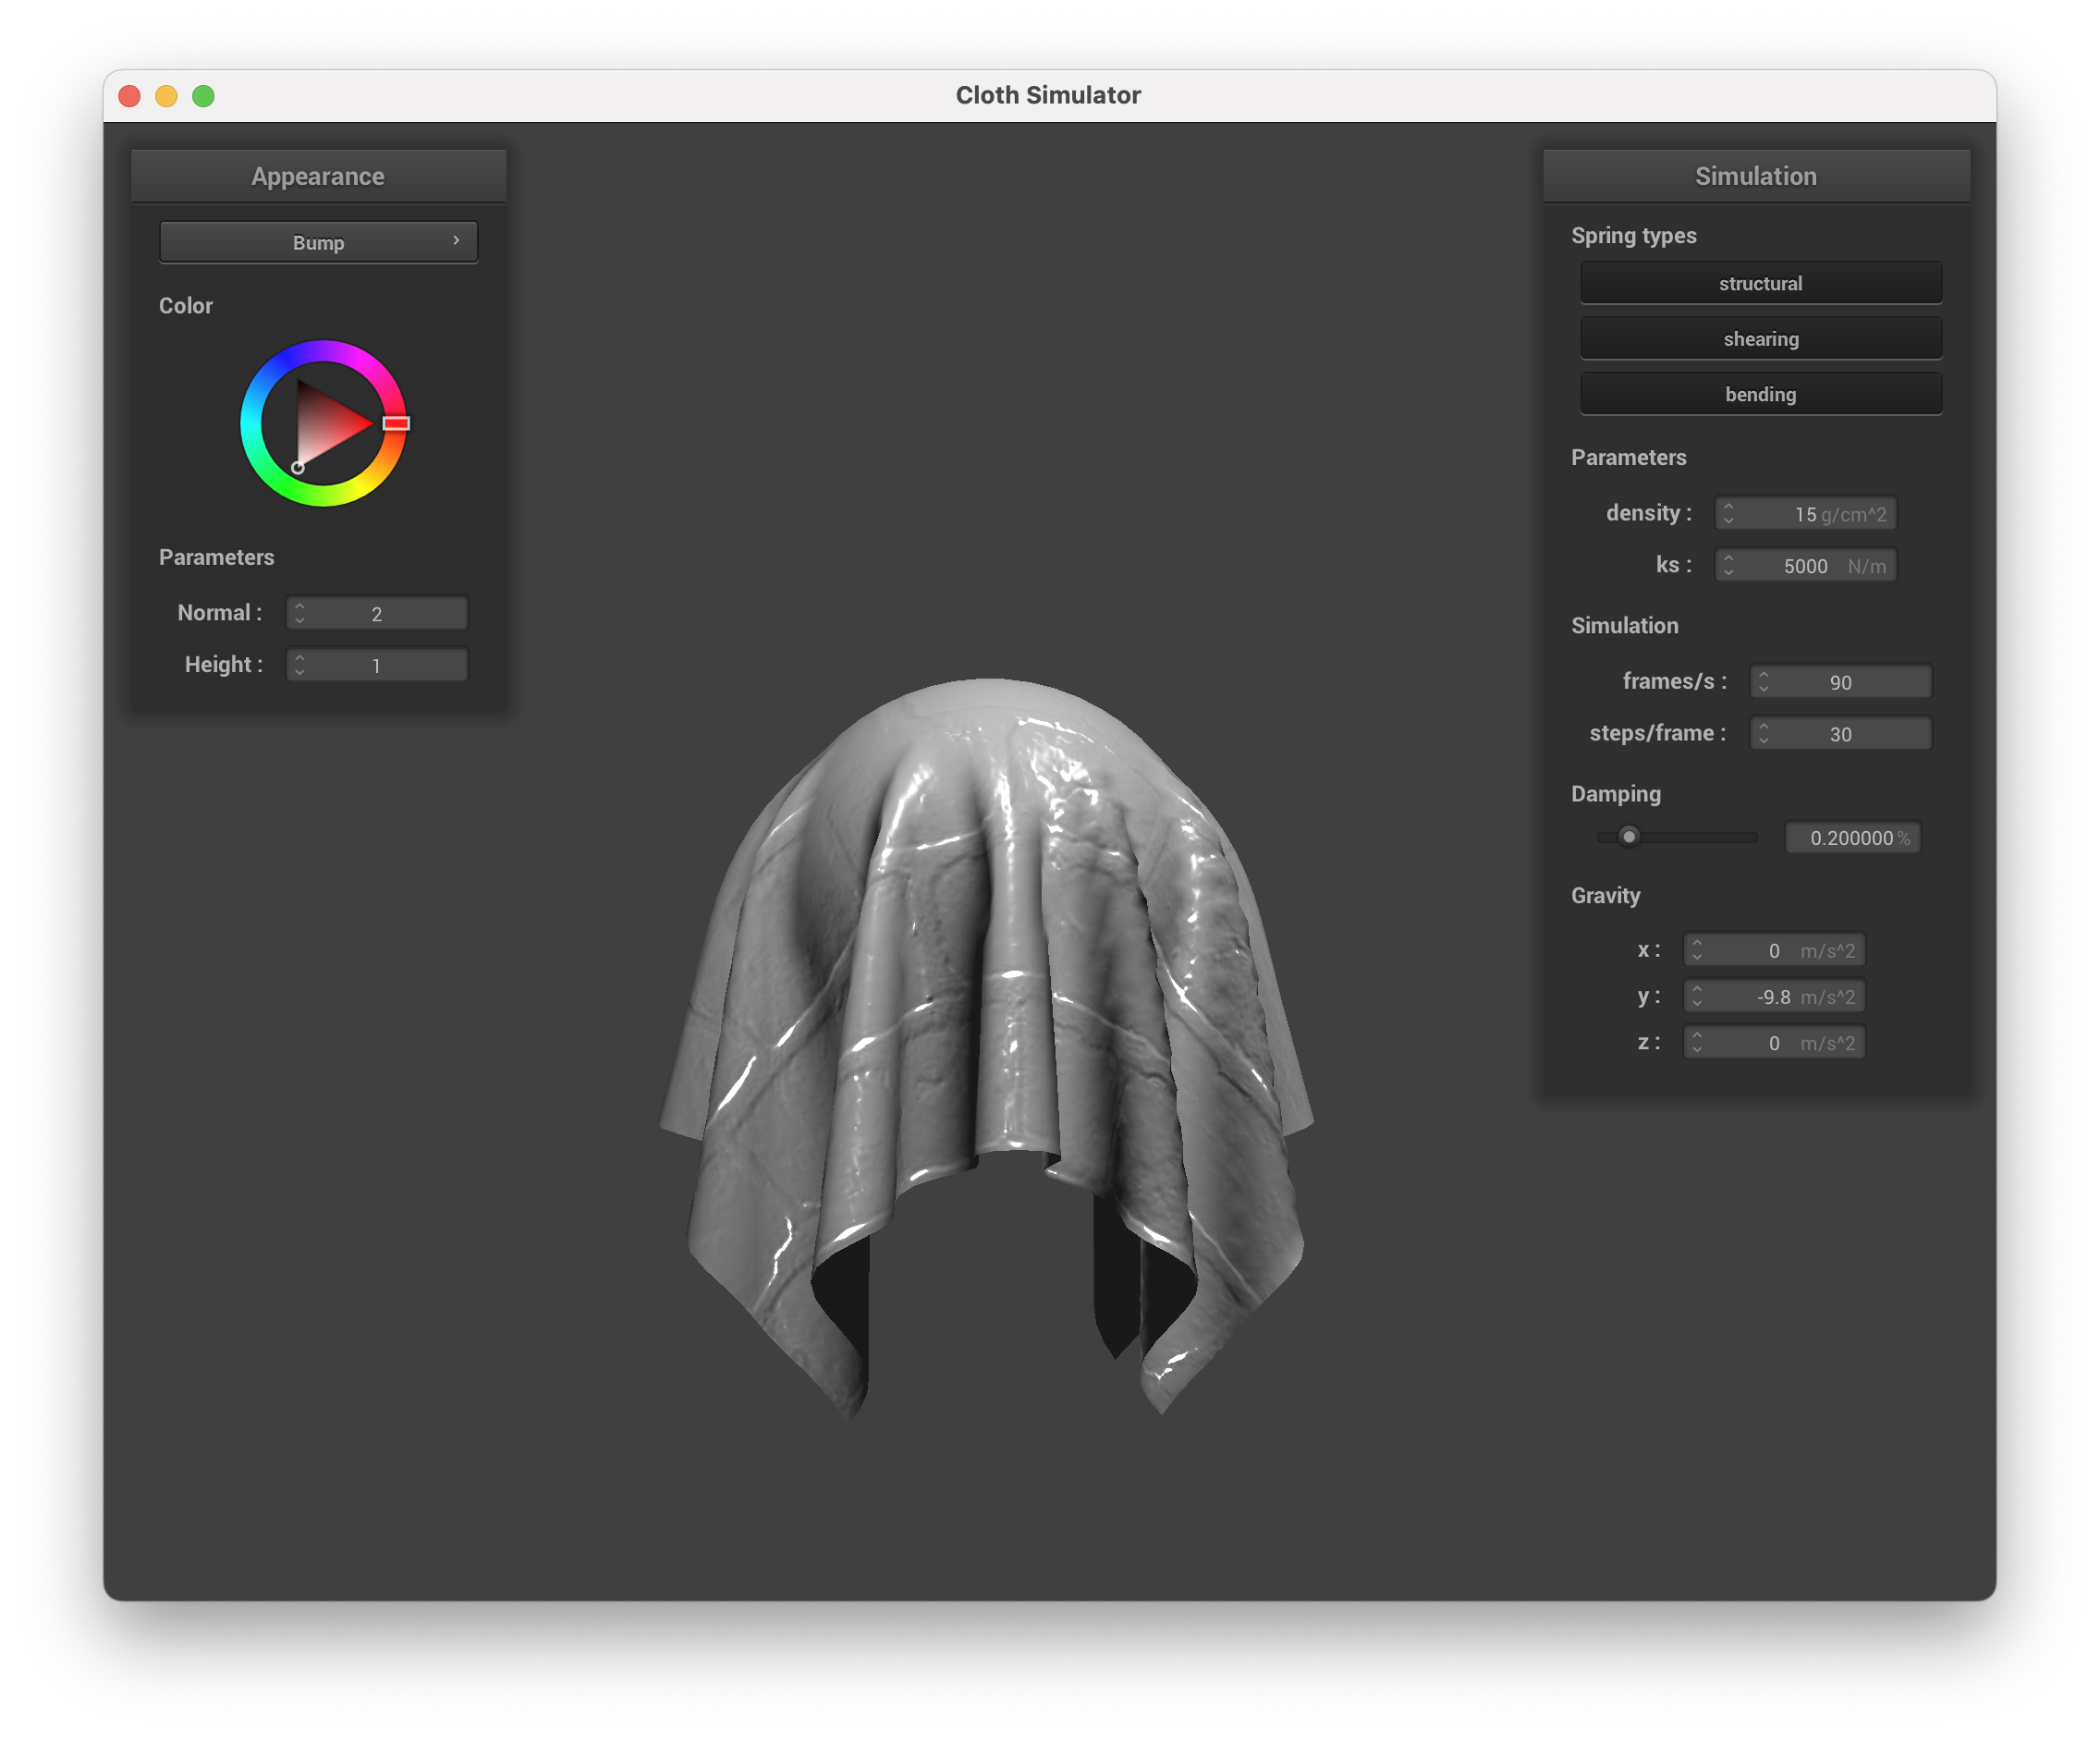 Cloth Simulator
Appearance
Bump
Color
Parameters
Normal : 2
Height : 1
Simulation
Spring types
structural
shearing
bending
Parameters
density : 15 g/cm^2
ks : 5000 N/m
Simulation
frames/s : 90
steps/frame : 30
Damping
0.200000 %
Gravity
x : 0 m/s^2
y : -9.8 m/s^2
z : 0 m/s^2